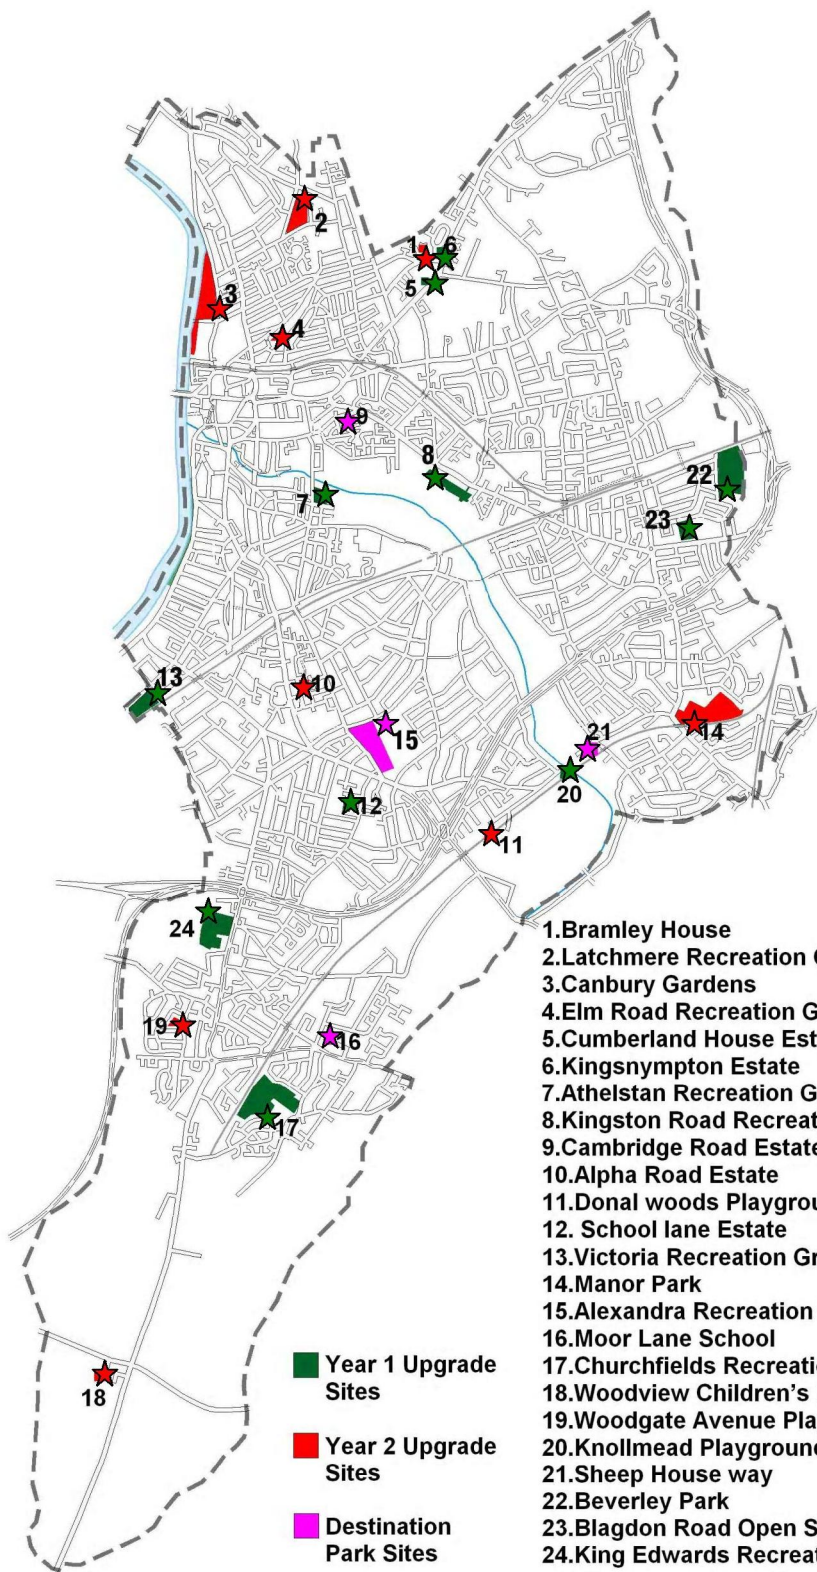 2
1
6
5
3
4
9
8
22
7
23
13
10
15
21
14
20
12
11
24
19
16
17
18
1.Bramley House
2.Latchmere Recreation
3.Canbury Gardens
4.Elm Road Recreation
5.Cumberland House
6.Kingsnympton Estate
7.Athelstan Recreation
8.Kingston Road
9.Cambridge Road Estate
10.Alpha Road Estate
11.Donal woods
12. School lane Estate
13.Victoria Recreation
14.Manor Park
15.Alexandra Recreation
16.Moor Lane School
17.Churchfields
18.Woodview Children's
19.Woodgate Avenue
20.Knollmead Playground
21.Sheep House way
22.Beverley Park
23.Blagdon Road Open
24.King Edwards
Year 1 Upgrade
Sites
Year 2 Upgrade
Sites
Destination
Park Sites